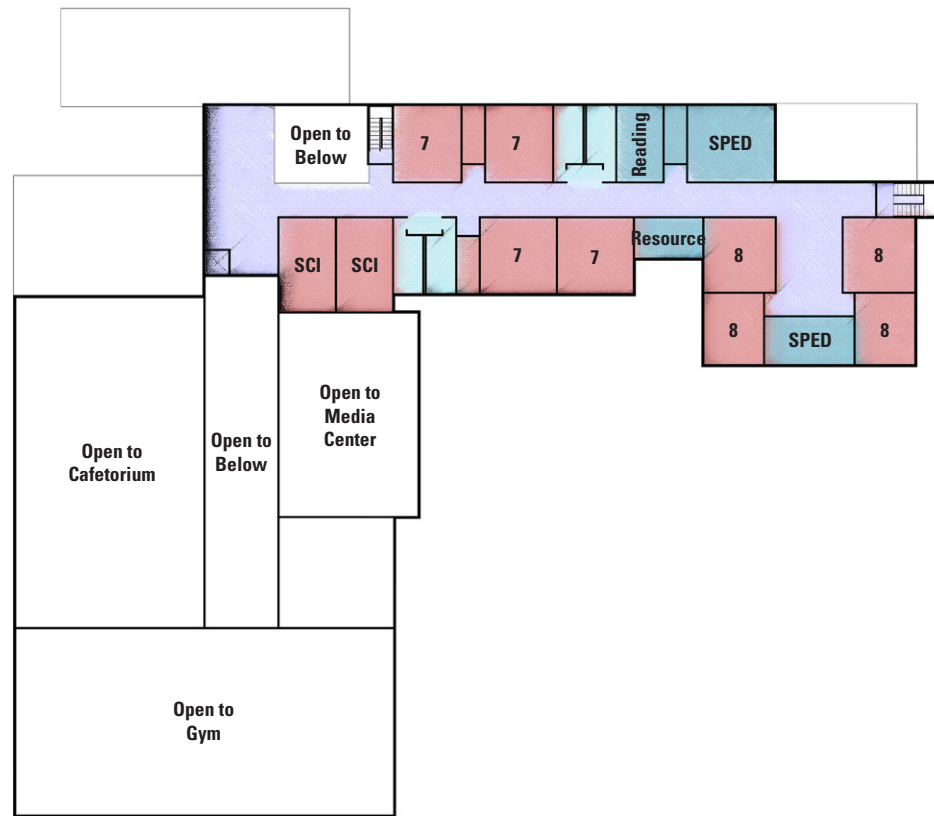 Open to
Below
7
7
Reading
SPED
SCI
SCI
7
7
Resource
8
8
8
SPED
8
Open to
Cafetorium
Open to
Below
Open to
Media
Center
Open to
Gym